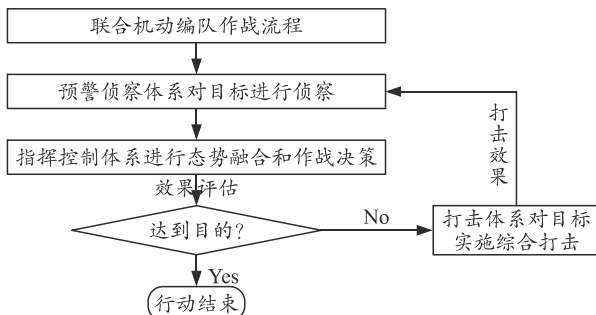 联合机动编队作战流程
预警侦察体系对目标进行侦察
打击效果
指挥控制体系进行态势融合和作战决策
效果评估
达到目的?
No
打击体系对目标
实施综合打击
Yes
行动结束